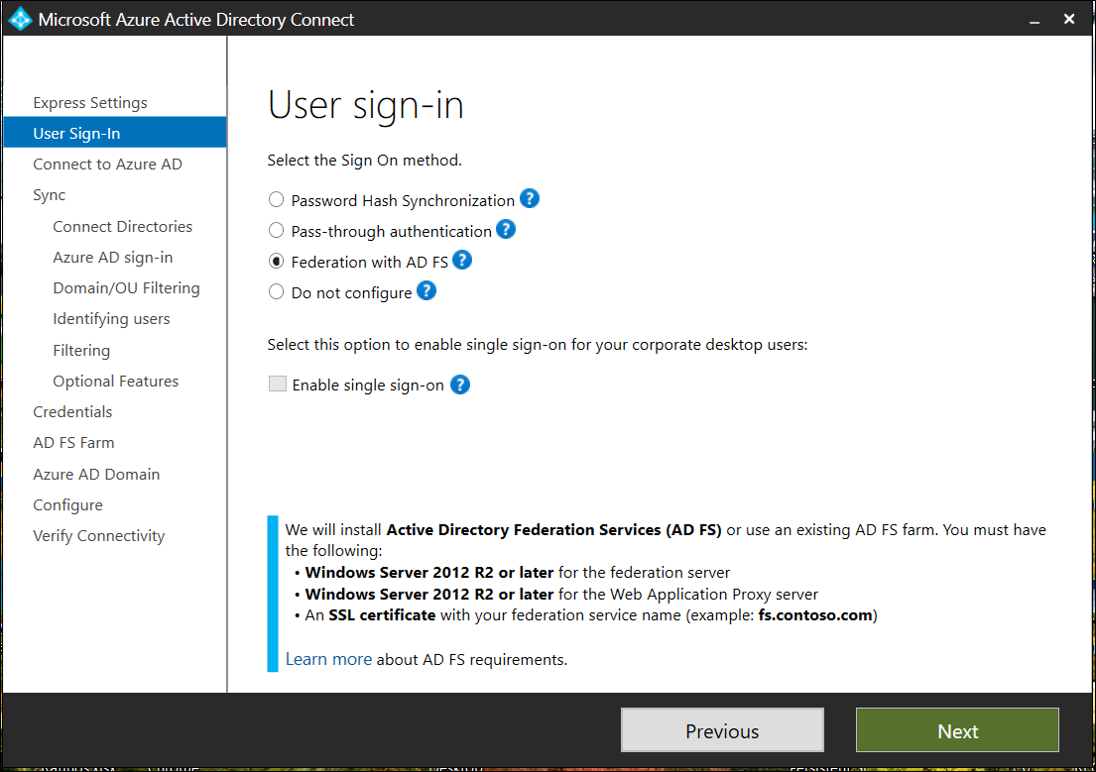 Microsoft Azure Active Directory Connect
Express Settings
User Sign-In
Connect to Azure AD
Sync
Connect Directories
Azure AD sign-in
Domain/OU Filtering
Identifying users
Filtering
Optional Features
Credentials
AD FS Farm
Azure AD Domain
Configure
Verify Connectivity
User sign-in
Select the Sign On method.
Password Hash Synchronization ?
Pass-through authentication ?
Federation with AD FS ?
Do not configure ?
Select this option to enable single sign-on for your corporate desktop users:
Enable single sign-on ?
We will install Active Directory Federation Services (AD FS) or use an existing AD FS farm. You must have
the following:
• Windows Server 2012 R2 or later for the federation server
• Windows Server 2012 R2 or later for the Web Application Proxy server
• An SSL certificate with your federation service name (example: fs.contoso.com)
Learn more about AD FS requirements.
Previous
Next